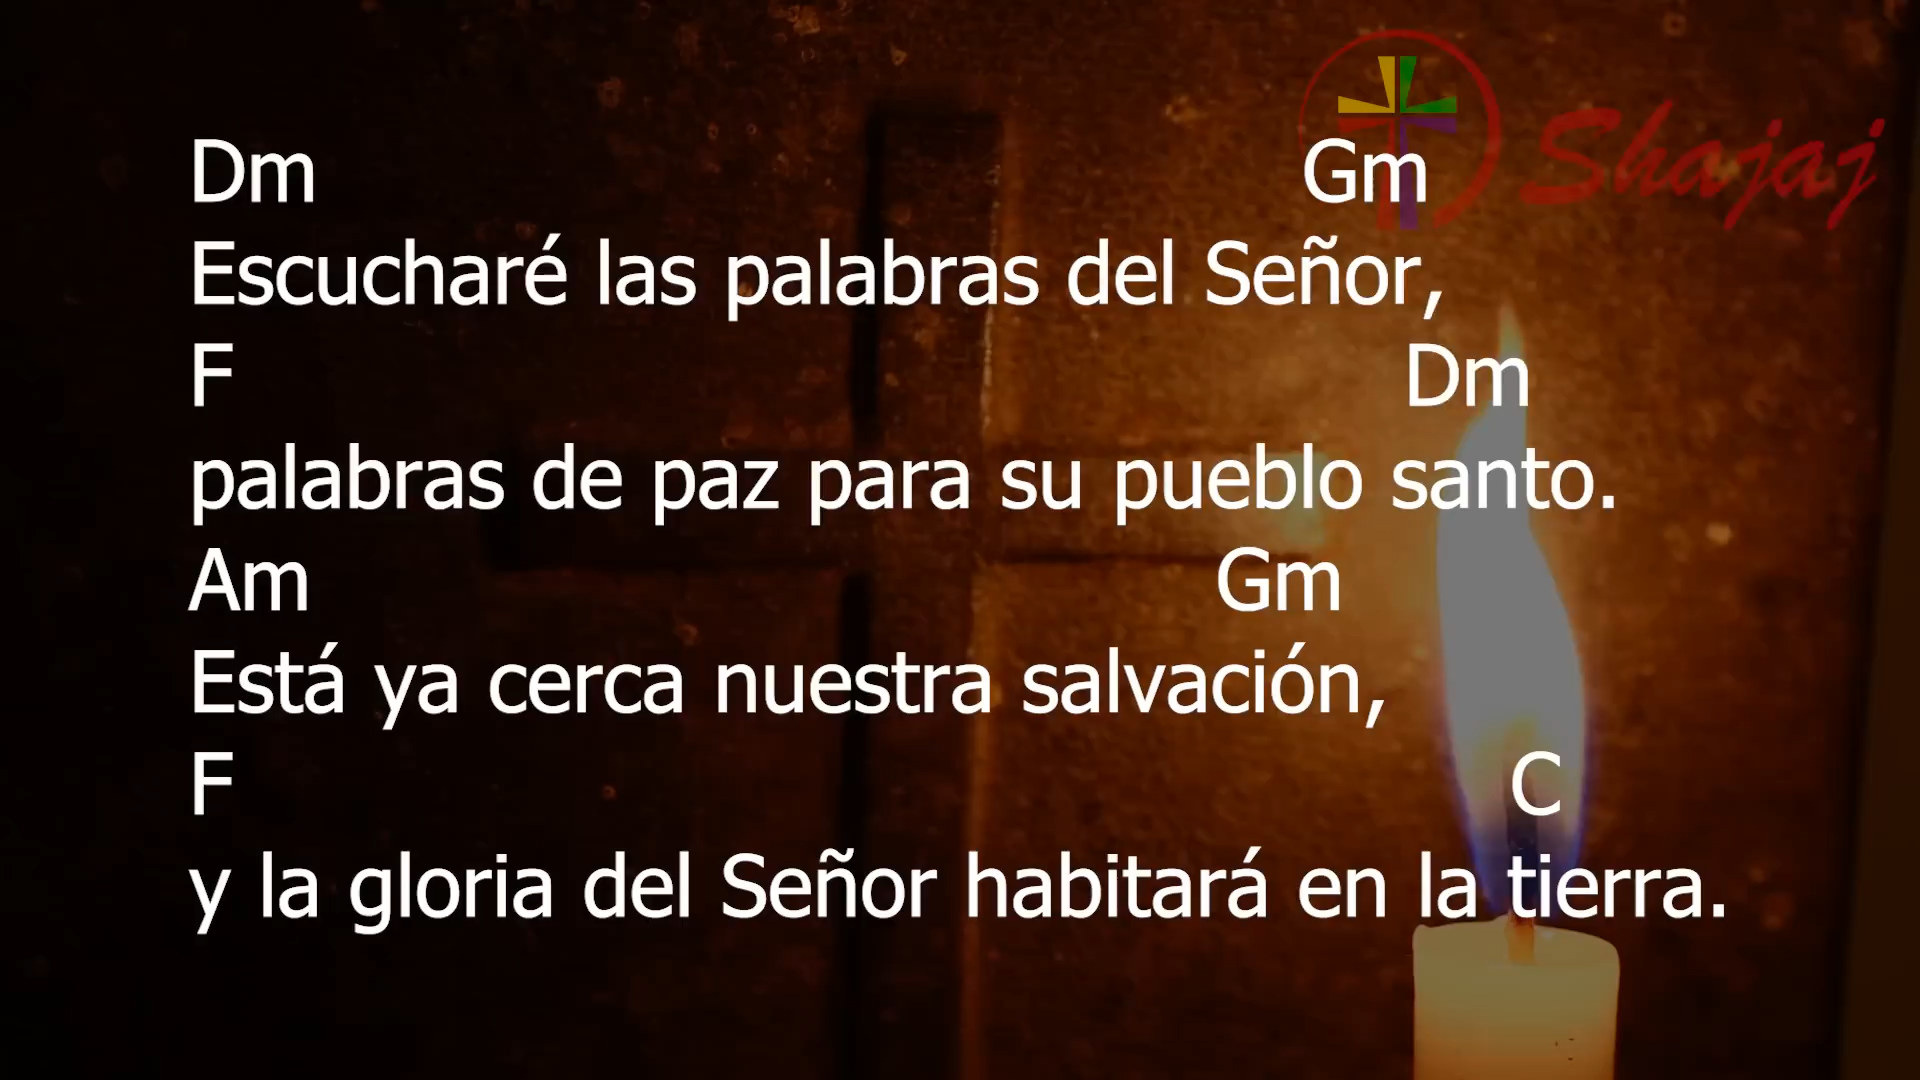 Shajaj
Dm Gm
Escucharé las palabras del Señor,
F Dm
palabras de paz para su pueblo santo.
Am Gm
Está ya cerca nuestra salvación,
F C
y la gloria del Señor habitará en la tierra.